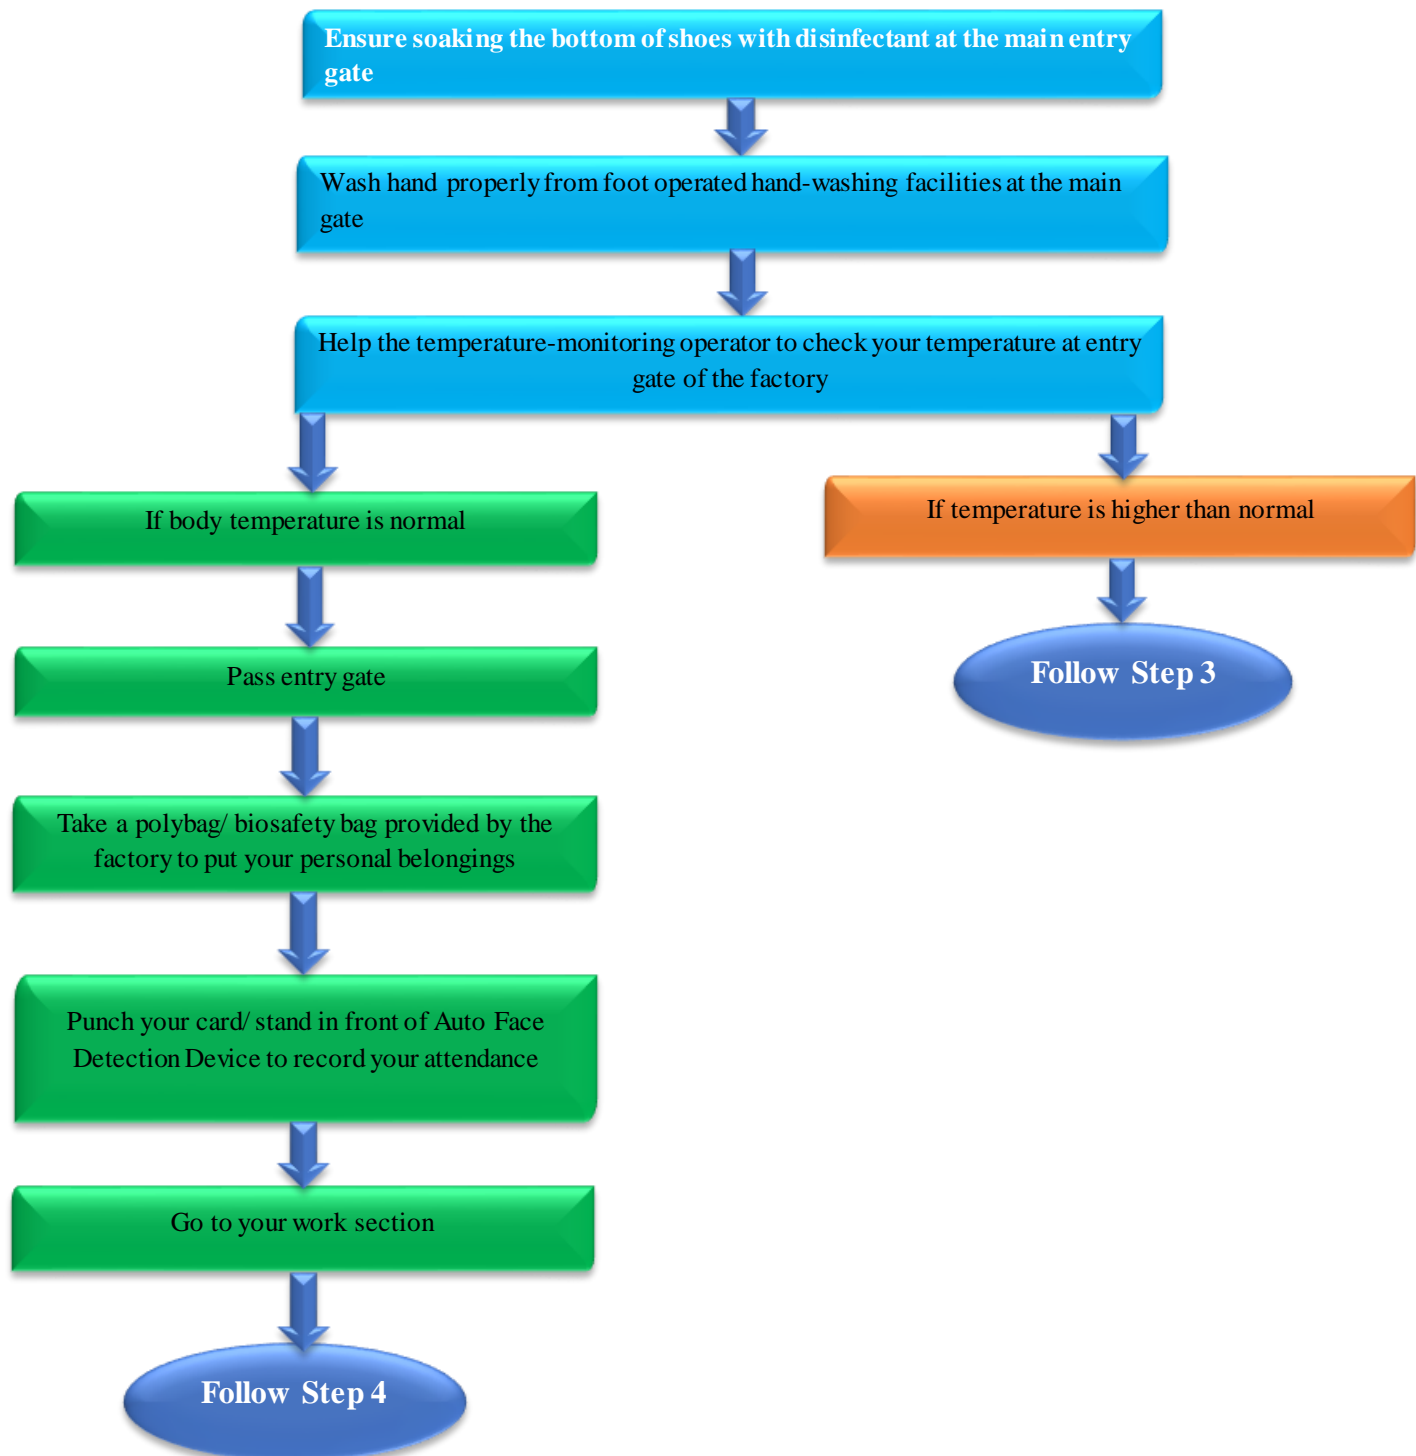 Ensure soaking the bottom of shoes with disinfectant at the main entry
gate
Wash hand properly from foot operated hand-washing facilities at the main
gate
Help the temperature-monitoring operator to check your temperature at entry
gate of the factory
If body temperature is normal
If temperature is higher than normal
Pass entry gate
Follow Step 3
Take a polybag/ biosafety bag provided by the
factory to put your personal belongings
Punch your card/ stand in front of Auto Face
Detection Device to record your attendance
Go to your work section
Follow Step 4